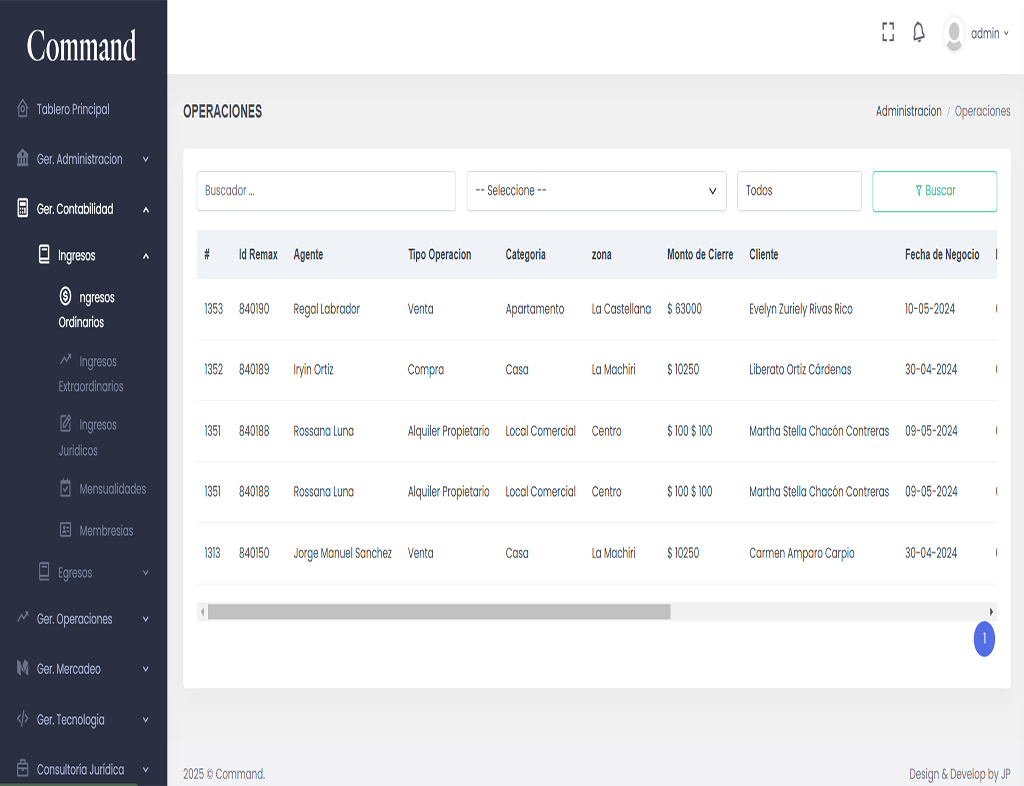 Command
admin
Tablero Principal
Ger. Administracion
Ger. Contabilidad
Ingresos
ngresos
Ordinarios
Ingresos
Extraordinarios
Ingresos
Juridicos
Mensualidades
Membresias
Egresos
Ger. Operaciones
Ger. Mercadeo
Ger. Tecnologia
Consultoría Jurídica
OPERACIONES
Administracion / Operaciones
Buscador ... -- Seleccione -- Todos Buscar
# Id Remax Agente Tipo Operacion Categoria zona Monto de Cierre Cliente Fecha de Negocio
1353 840190 Regal Labrador Venta Apartamento La Castellana $ 63000 Evelyn Zuriely Rivas Rico 10-05-2024
1352 840189 Iryin Ortiz Compra Casa La Machiri $ 10250 Liberato Ortiz Cárdenas 30-04-2024
1351 840188 Rossana Luna Alquiler Propietario Local Comercial Centro $ 100 $ 100 Martha Stella Chacón Contreras 09-05-2024
1351 840188 Rossana Luna Alquiler Propietario Local Comercial Centro $ 100 $ 100 Martha Stella Chacón Contreras 09-05-2024
1313 840150 Jorge Manuel Sanchez Venta Casa La Machiri $ 10250 Carmen Amparo Carpio 30-04-2024
1
2025 © Command. Design & Develop by JP